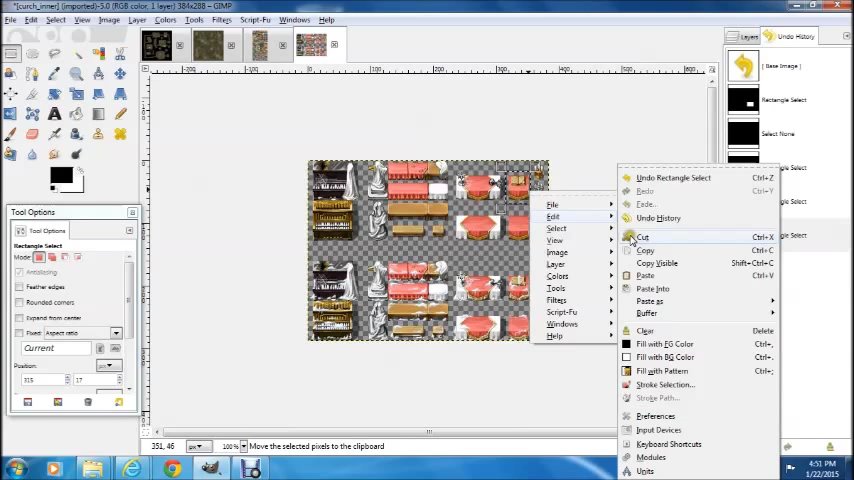 *[curch_inner] (imported)-5.0 (RGB color, 1 layer) 384x288 – GIMP
File Edit Select View Image Layer Colors Tools Filters Script-Fu Windows Help
Layers Undo History
[ Base Image ]
Rectangle Select
Select None
Tool Options
Tool Options
Rectangle Select
Mode:
Antialiasing
Feather edges
Rounded corners
Expand from center
Fixed: Aspect ratio
Current
Position: px
315 17
File
Edit
Select
View
Image
Layer
Colors
Tools
Filters
Script-Fu
Windows
Help
Undo Rectangle Select Ctrl+Z
Redo Ctrl+Y
Fade...
Undo History
Cut Ctrl+X
Copy Ctrl+C
Copy Visible Shift+Ctrl+C
Paste Ctrl+V
Paste Into
Paste as
Buffer
Clear Delete
Fill with FG Color Ctrl+,
Fill with BG Color Ctrl+.
Fill with Pattern Ctrl+;
Stroke Selection...
Stroke Path...
Preferences
Input Devices
Keyboard Shortcuts
Modules
Units
351, 46 px 100 % Move the selected pixels to the clipboard
4:51 PM
1/22/2015